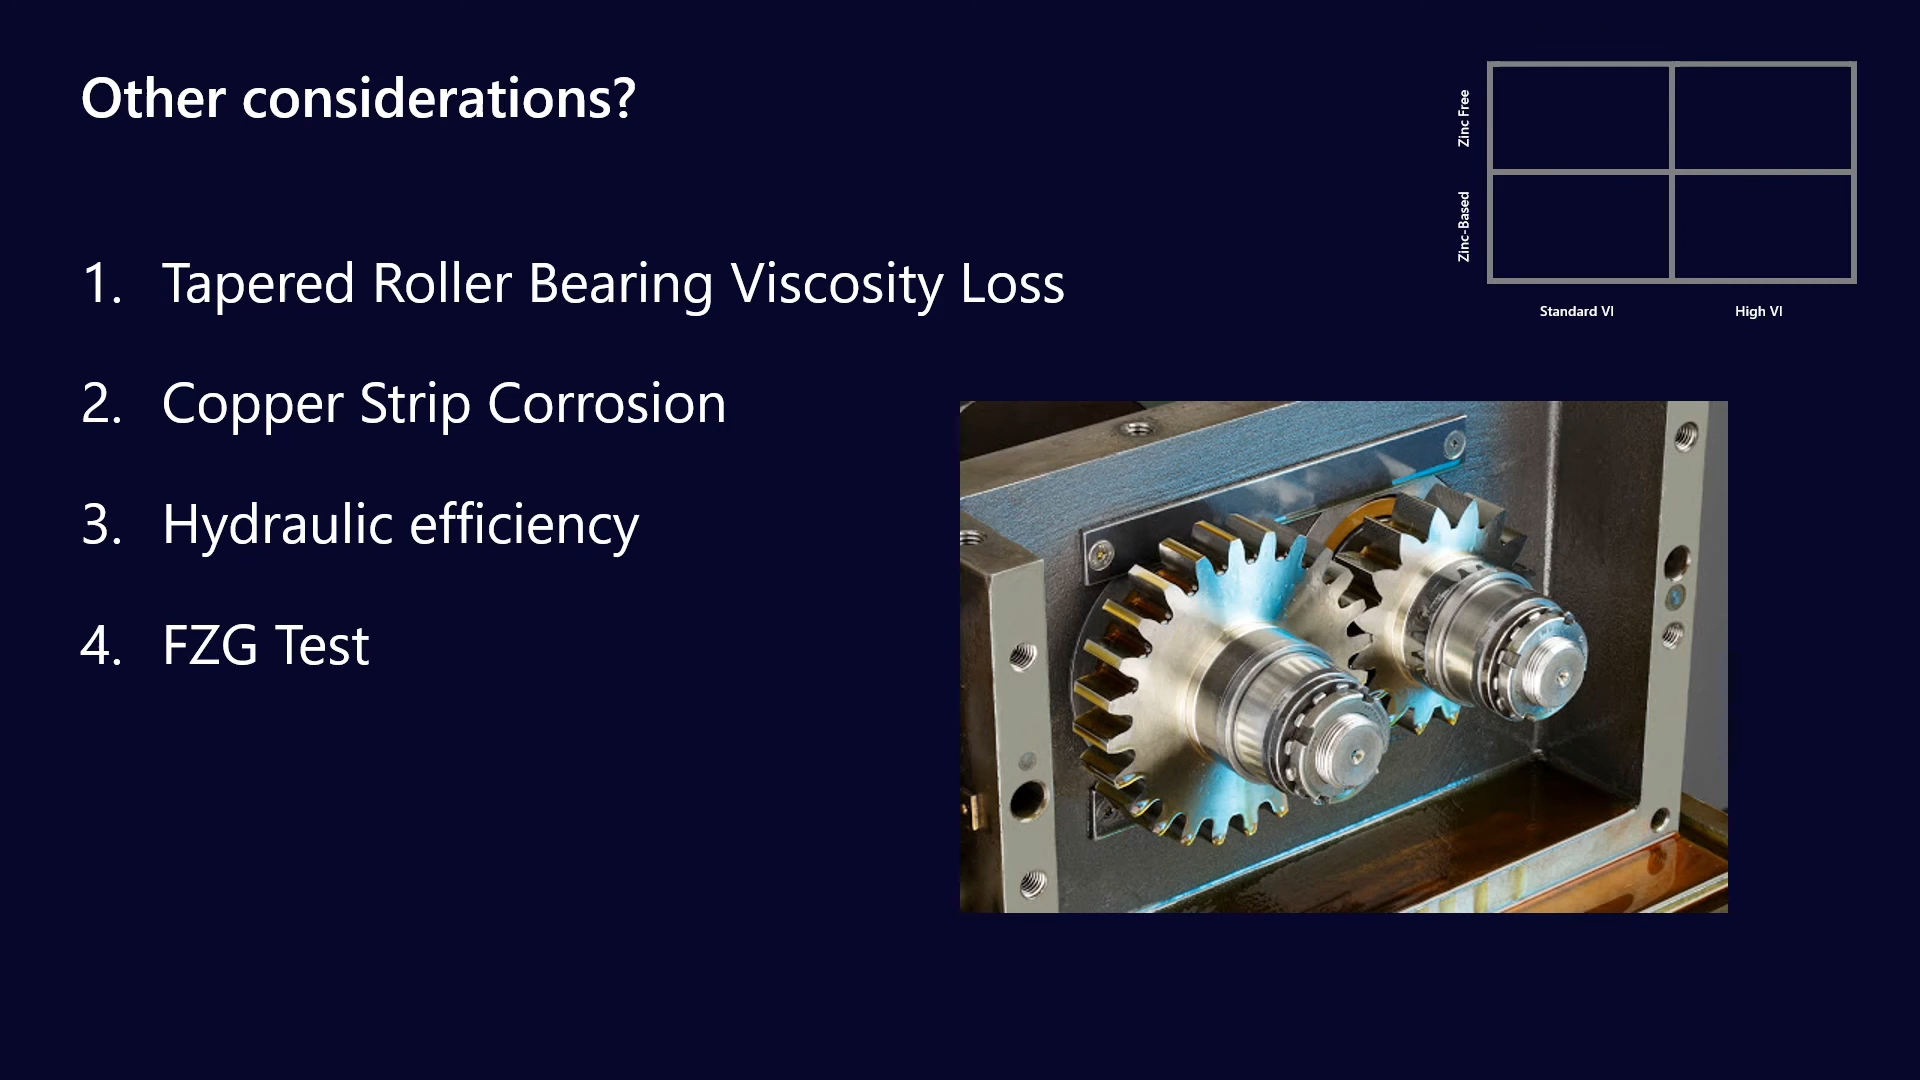 Other considerations?
1. Tapered Roller Bearing Viscosity Loss
2. Copper Strip Corrosion
3. Hydraulic efficiency
4. FZG Test
Zinc Free
Zinc-Based
Standard VI
High VI